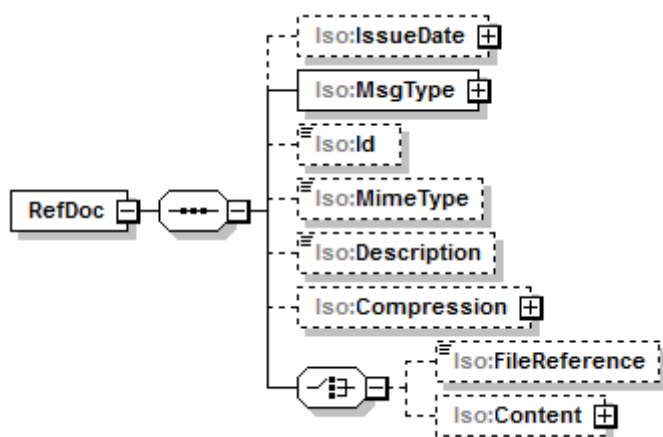 Iso:IssueDate
Iso:MsgType
Iso:Id
RefDoc
Iso:MimeType
Iso:Description
Iso:Compression
Iso:FileReference
Iso:Content